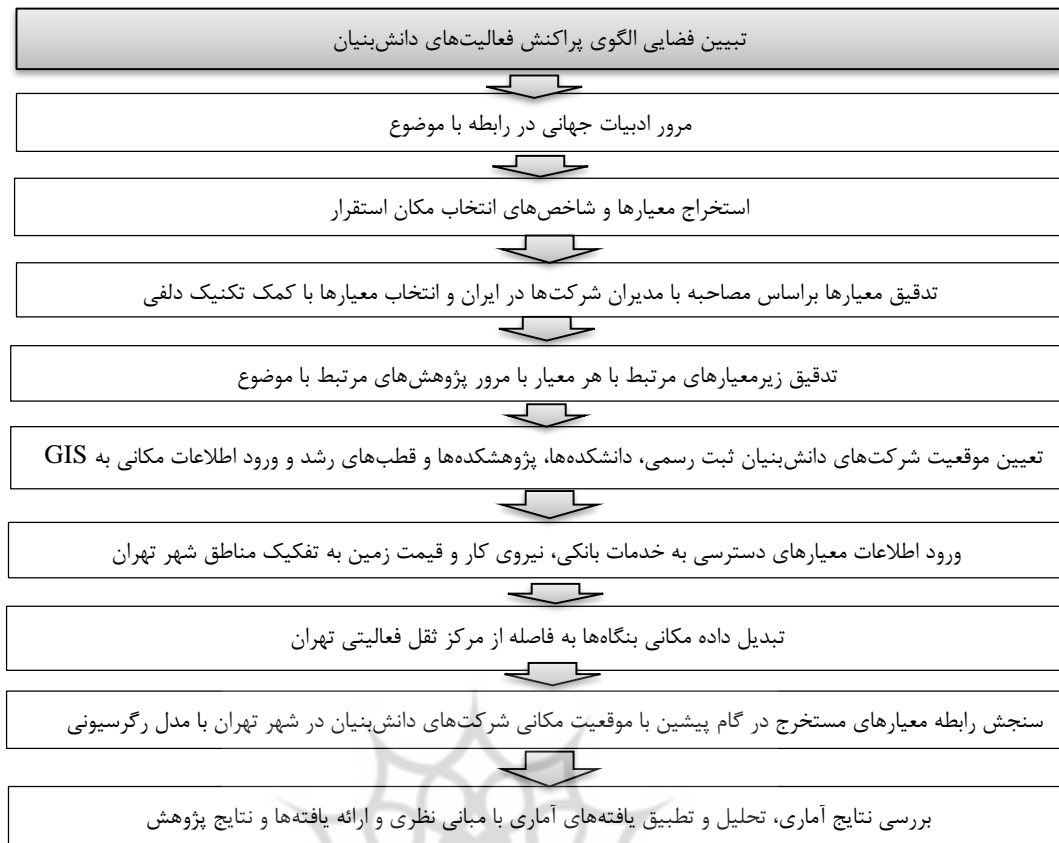 تبیین فضایی الگوی پراکنش فعالیت‌های دانش‌بنیان
مرور ادبیات جهانی در رابطه با موضوع
استخراج معیارها و شاخص‌های انتخاب مکان استقرار
تدقیق معیارها براساس مصاحبه با مدیران شرکت‌ها در ایران و انتخاب معیارها با کمک تکنیک دلفی
تدقیق زیرمعیارهای مرتبط با هر معیار با مرور پژوهش‌های مرتبط با موضوع
تعیین موقعیت شرکت‌های دانش‌بنیان ثبت رسمی، دانشکده‌ها، پژوهشکده‌ها و قطب‌های رشد و ورود اطلاعات مکانی به GIS
ورود اطلاعات معیارهای دسترسی به خدمات بانکی، نیروی کار و قیمت زمین به تفکیک مناطق شهر تهران
تبدیل داده مکانی بنگاه‌ها به فاصله از مرکز ثقل فعالیتی تهران
سنجش رابطه معیارهای مستخرج در گام پیشین با موقعیت مکانی شرکت‌های دانش‌بنیان در شهر تهران با مدل رگرسیونی
بررسی نتایج آماری، تحلیل و تطبیق یافته‌های آماری با مبانی نظری و ارائه یافته‌ها و نتایج پژوهش